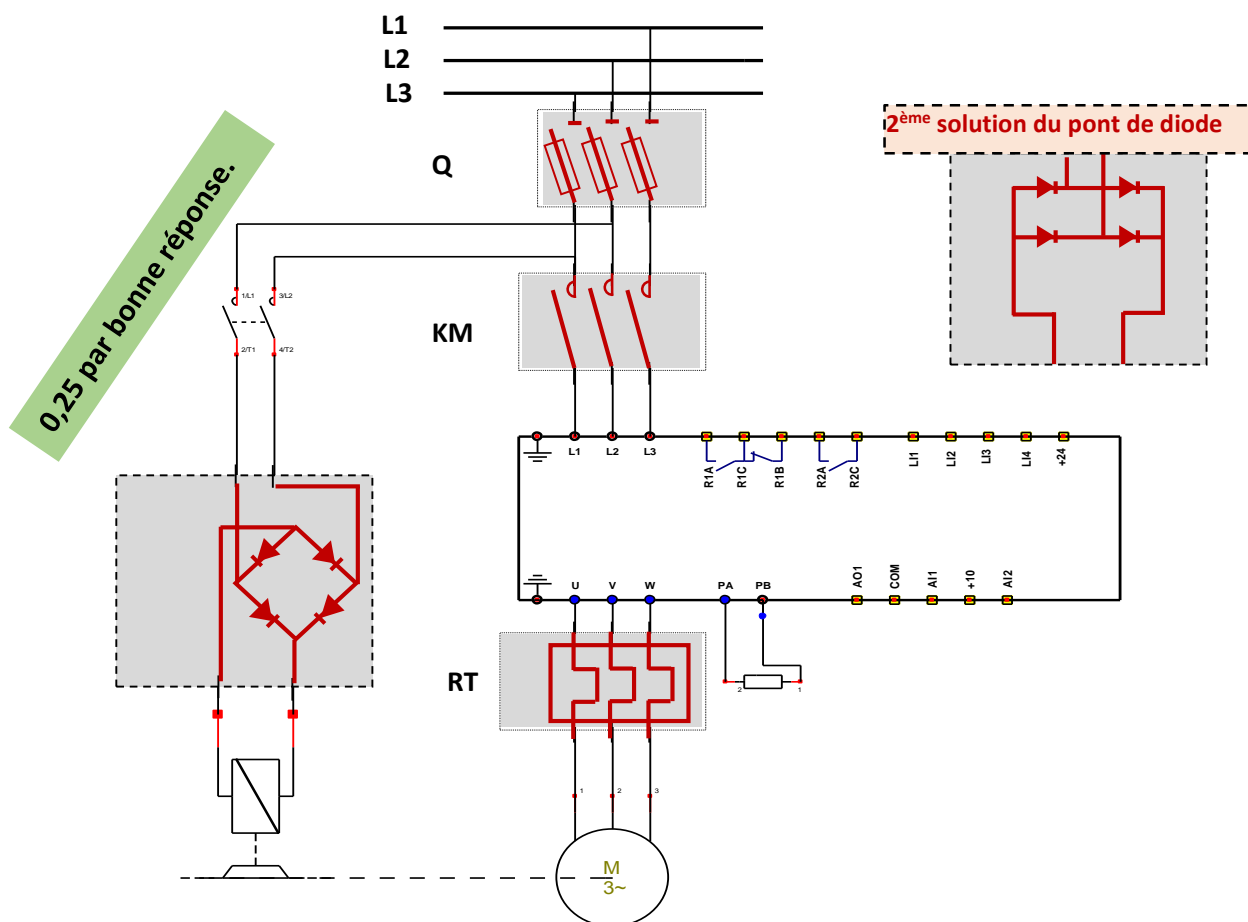 L1
L2
L3
2ème solution du pont de diode
Q
0,25 par bonne réponse.
1/L1 3/L2
2/T1 4/T2
KM
L1 L2 L3 R1A R1C R1B R2A R2C LI1 LI2 LI3 LI4 +24
U V W PA PB AO1 COM AI1 +10 AI2
RT
2 1
1 2 3
M
3~